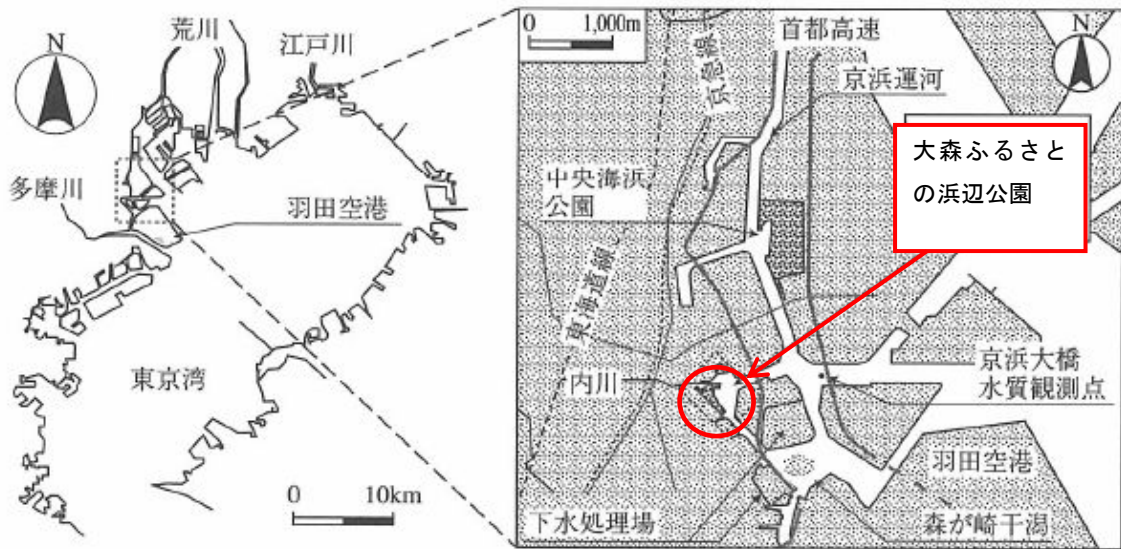 荒川
江戸川
N
多摩川
羽田空港
東京湾
0 10km
0 1,000m
首都高速
N
京急線
京浜運河
大森ふるさと
の浜辺公園
中央海浜
公園
東海道線
内川
京浜大橋
水質観測点
羽田空港
下水処理場
森が崎干潟